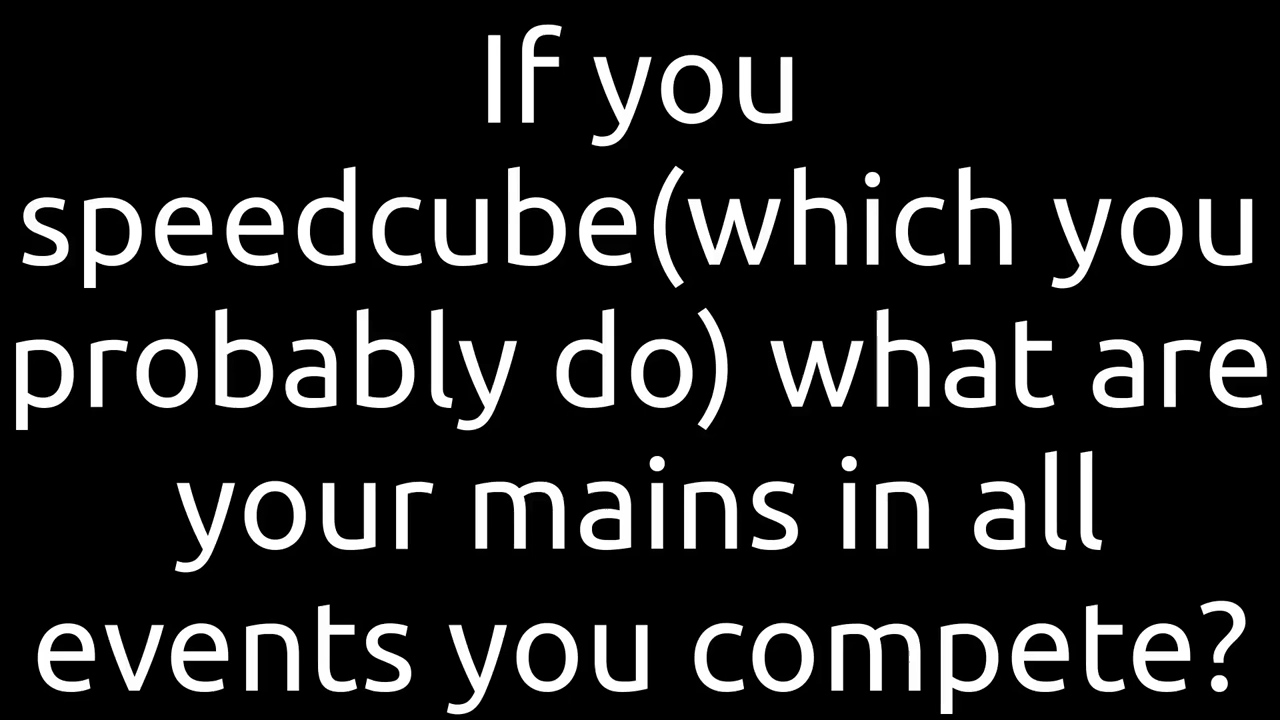 If you
speedcube(which you
probably do) what are
your mains in all
events you compete?